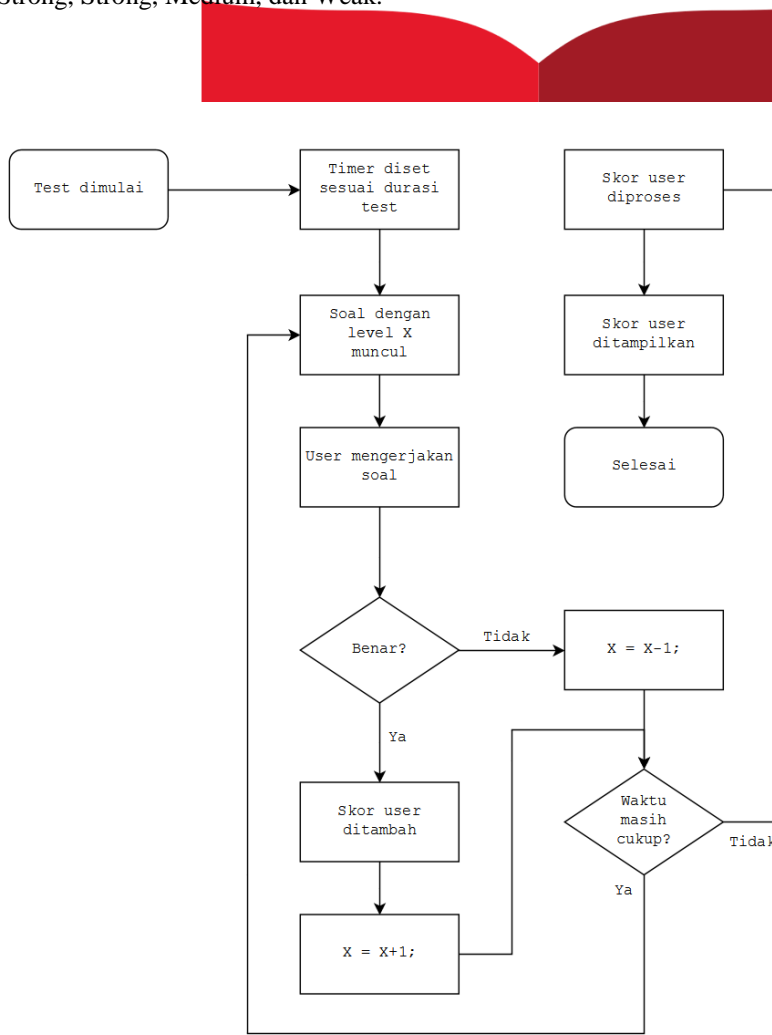 Strong, Strong, Medium, dan Weak.
Test dimulai
Timer diset
sesuai durasi
test
Soal dengan
level X
muncul
User mengerjakan
soal
Benar?
Tidak
Ya
Skor user
ditambah
X = X+1;
X = X-1;
Waktu
masih
cukup?
Tidak
Ya
Skor user
diproses
Skor user
ditampilkan
Selesai